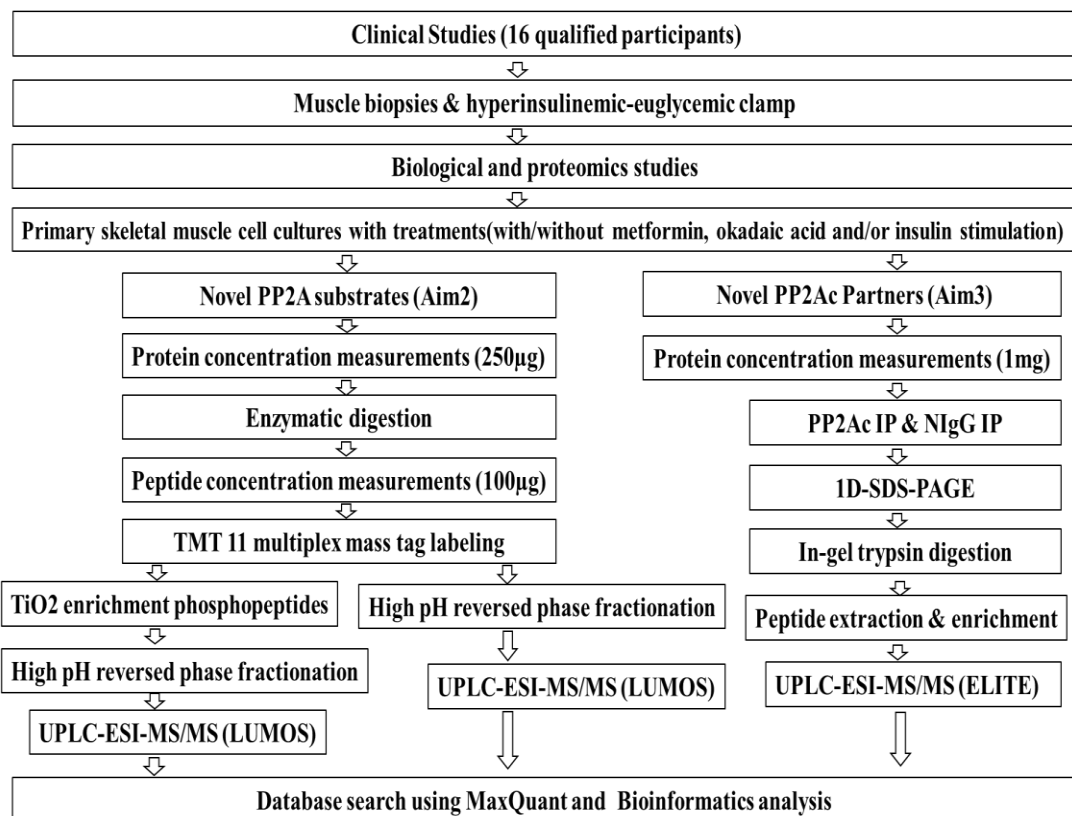 Clinical Studies (16 qualified participants)
Muscle biopsies & hyperinsulinemic-euglycemic clamp
Biological and proteomics studies
Primary skeletal muscle cell cultures with treatments(with/without metformin, okadaic acid and/or insulin stimulation)
Novel PP2A substrates (Aim2)
Protein concentration measurements (250µg)
Enzymatic digestion
Peptide concentration measurements (100µg)
TMT 11 multiplex mass tag labeling
TiO2 enrichment phosphopeptides
High pH reversed phase fractionation
UPLC-ESI-MS/MS (LUMOS)
High pH reversed phase fractionation
UPLC-ESI-MS/MS (LUMOS)
Novel PP2Ac Partners (Aim3)
Protein concentration measurements (1mg)
PP2Ac IP & NIgG IP
1D-SDS-PAGE
In-gel trypsin digestion
Peptide extraction & enrichment
UPLC-ESI-MS/MS (ELITE)
Database search using MaxQuant and Bioinformatics analysis